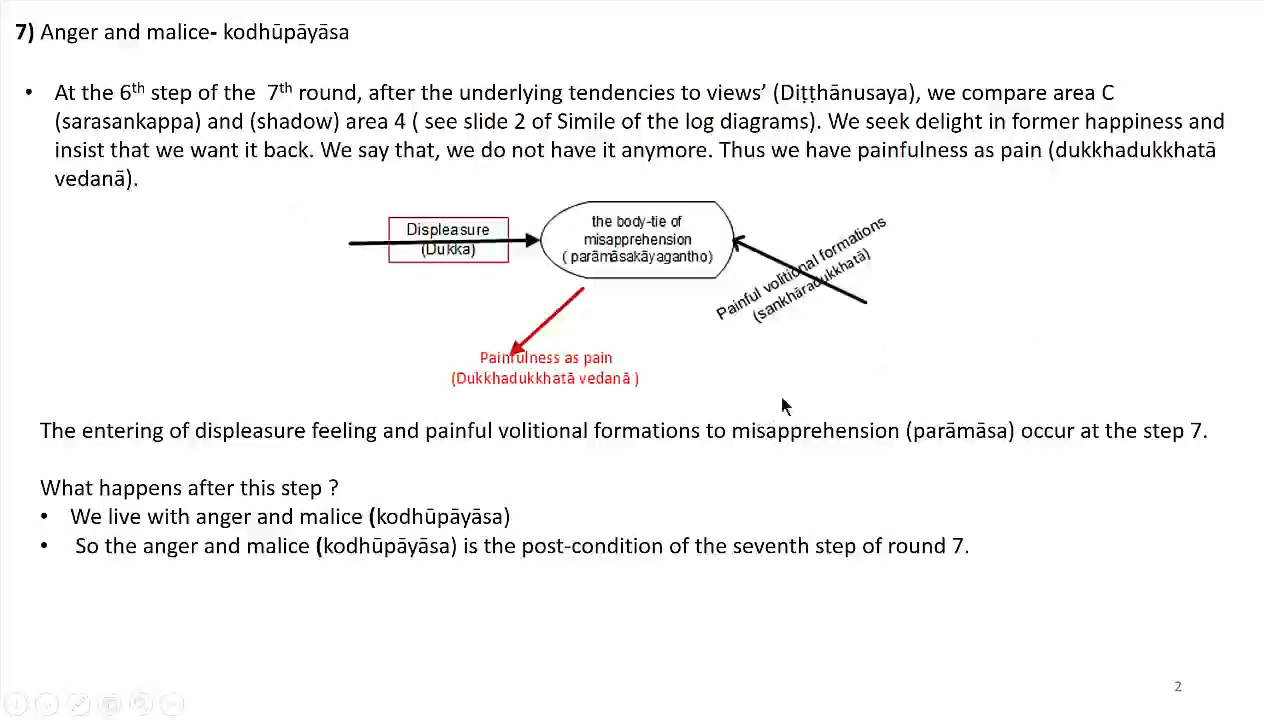 7) Anger and malice- kodhūpāyāsa
• At the 6th step of the 7th round, after the underlying tendencies to views’ (Diṭṭhānusaya), we compare area C
(sarasankappa) and (shadow) area 4 ( see slide 2 of Simile of the log diagrams). We seek delight in former happiness and
insist that we want it back. We say that, we do not have it anymore. Thus we have painfulness as pain (dukkhadukkhatā
vedanā).
Displeasure
(Dukka)
the body-tie of
misapprehension
( parāmāsakāyagantho)
Painful volitional formations
(sankhāradukkhatā)
Painfulness as pain
(Dukkhadukkhatā vedanā )
The entering of displeasure feeling and painful volitional formations to misapprehension (parāmāsa) occur at the step 7.
What happens after this step ?
• We live with anger and malice (kodhūpāyāsa)
• So the anger and malice (kodhūpāyāsa) is the post-condition of the seventh step of round 7.
2